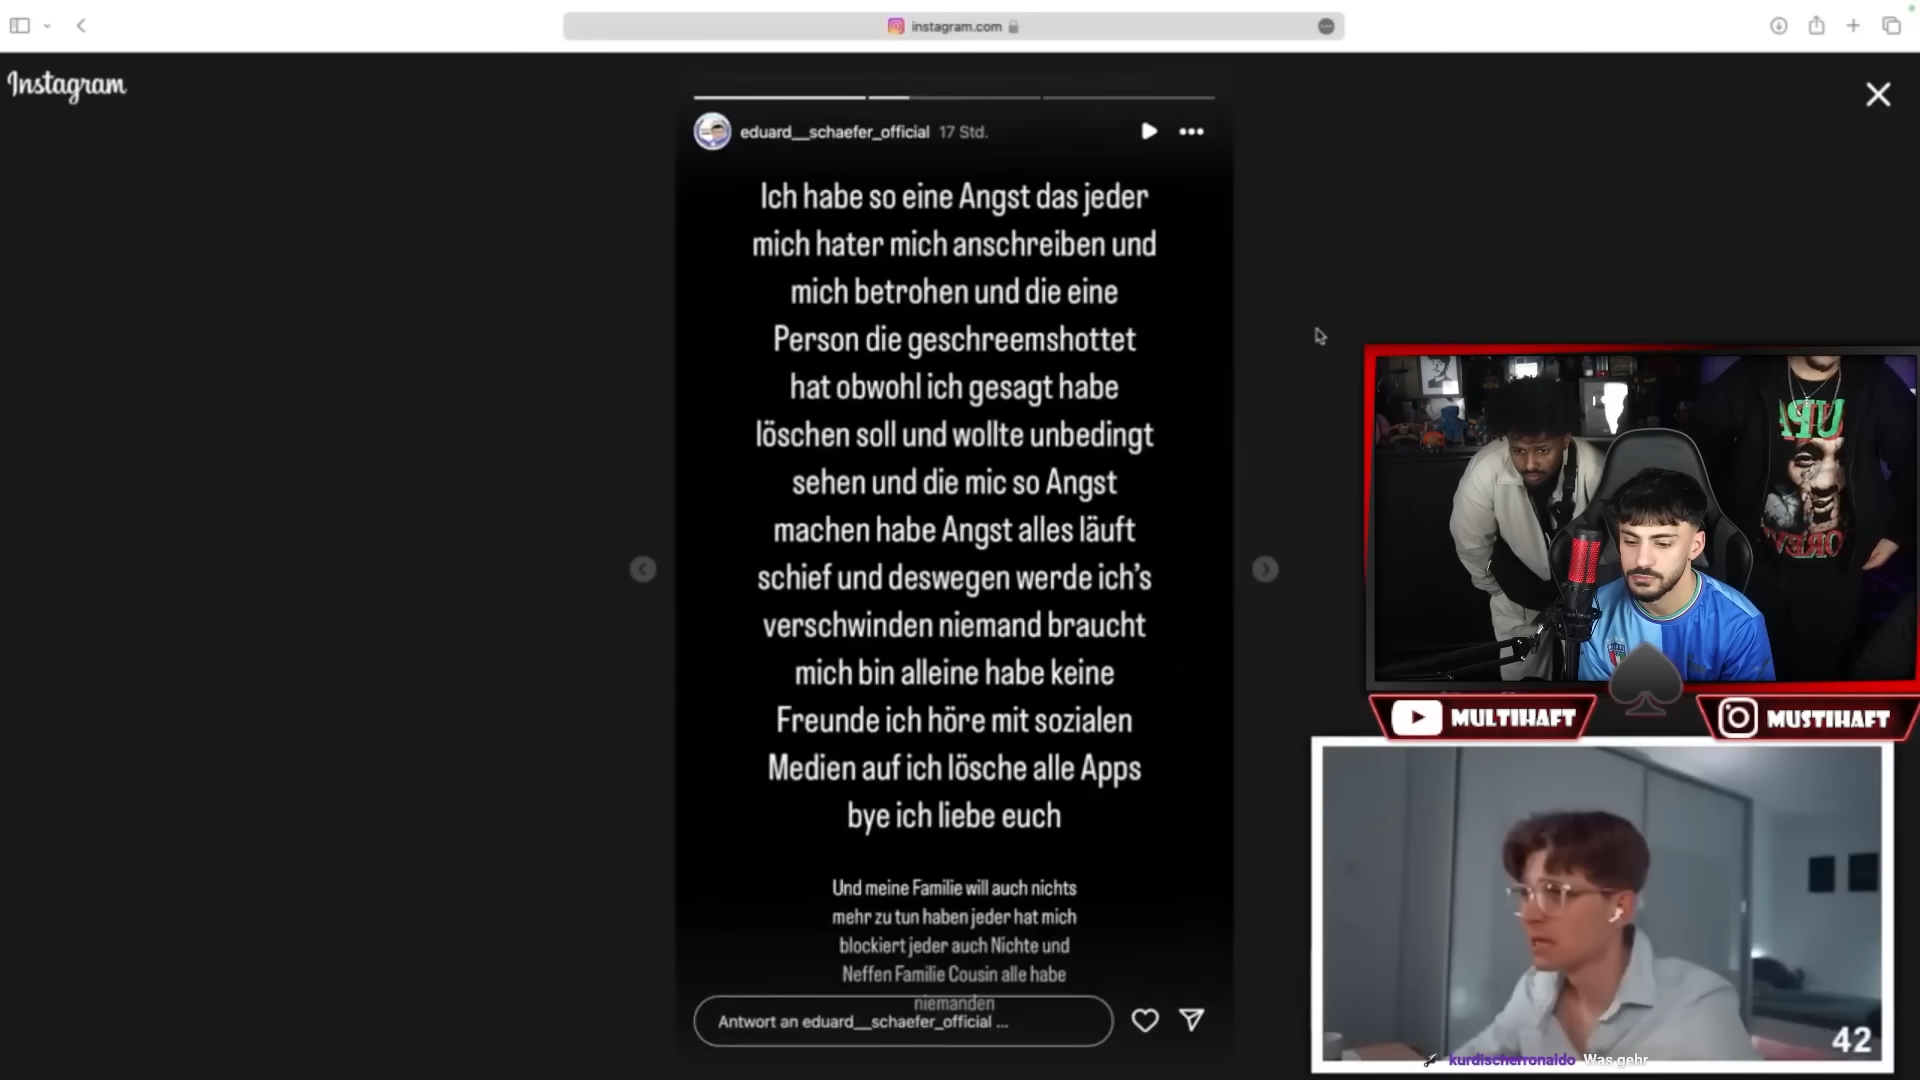 instagram.com
Instagram
eduard__schaefer_official 17 Std.
Ich habe so eine Angst das jeder
mich hater mich anschreiben und
mich betrohen und die eine
Person die geschreemshottet
hat obwohl ich gesagt habe
löschen soll und wollte unbedingt
sehen und die mic so Angst
machen habe Angst alles läuft
schief und deswegen werde ich's
verschwinden niemand braucht
mich bin alleine habe keine
Freunde ich höre mit sozialen
Medien auf ich lösche alle Apps
bye ich liebe euch
Und meine Familie will auch nichts
mehr zu tun haben jeder hat mich
blockiert jeder auch Nichte und
Neffen Familie Cousin alle habe
niemanden
Antwort an eduard__schaefer_official ...
MULTIHAFT
MUSTIHAFT
42
kurdischerronaldo Was gehr